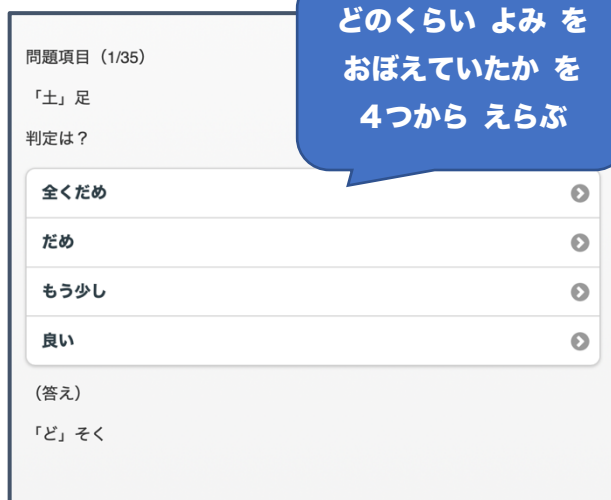 どのくらい よみ を
おぼえていたか を
４つから えらぶ
問題項目（1/35）
「土」足
判定は？
全くだめ
だめ
もう少し
良い
（答え）
「ど」そく